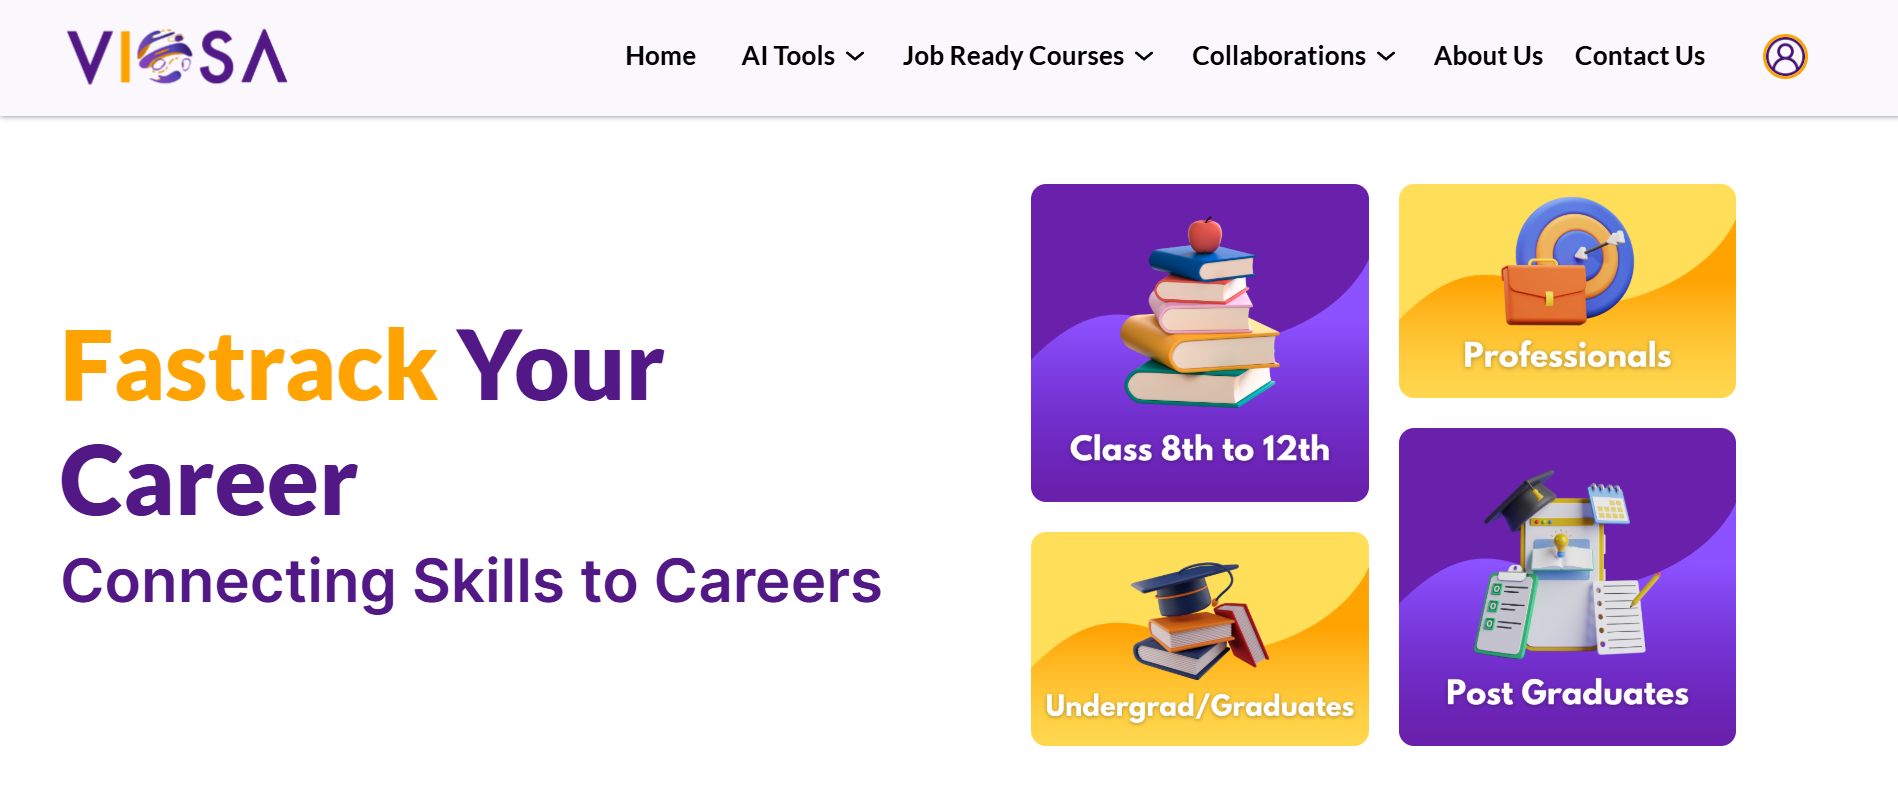 VIOSA
Home AI Tools Job Ready Courses Collaborations About Us Contact Us
Fastrack Your
Career
Connecting Skills to Careers
Class 8th to 12th
Professionals
Undergrad/Graduates
Post Graduates